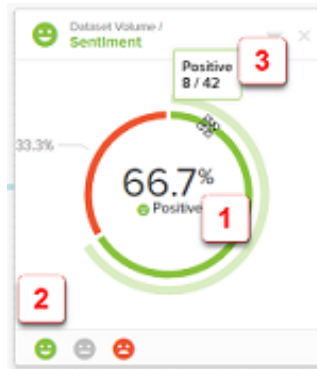 Dataset Volume /
Sentiment
Positive
8 / 42
3
33.3%
66.7%
Positive
1
2